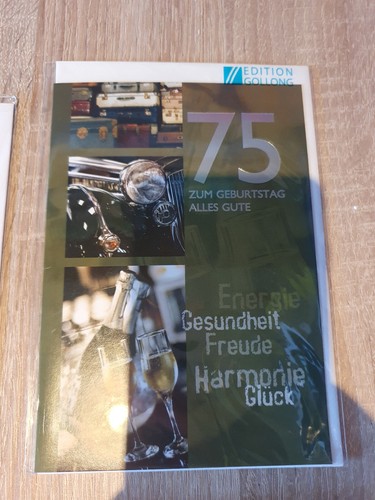 EDITION
GOLLONG
75
ZUM GEBURTSTAG
ALLES GUTE
Energie
Gesundheit
Freude
Harmonie
Glück